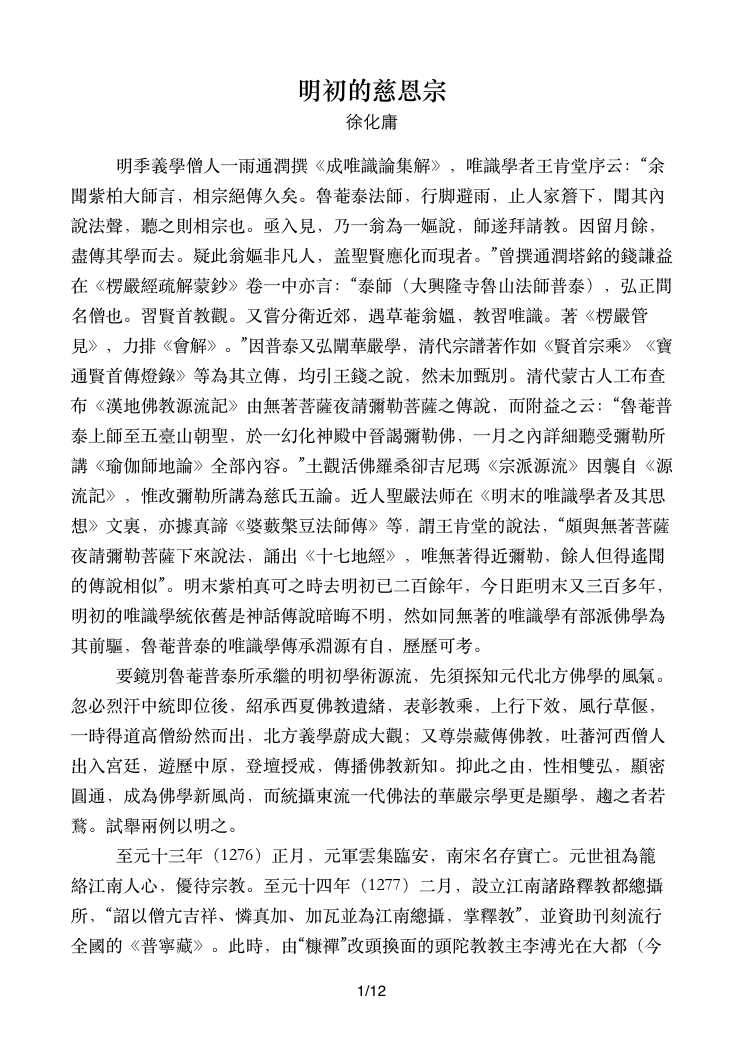 明初的慈恩宗
徐化庸
明季義學僧人一雨通潤撰《成唯識論集解》，唯識學者王肯堂序云：“余
聞紫柏大師言，相宗絕傳久矣。魯菴泰法師，行脚避雨，止人家簷下，聞其內
說法聲，聽之則相宗也。亟入見，乃一翁為一嫗說，師遂拜請教。因留月餘，
盡傳其學而去。疑此翁嫗非凡人，盖聖賢應化而現者。”曾撰通潤塔銘的錢謙益
在《楞嚴經疏解蒙鈔》卷一中亦言：“泰師（大興隆寺魯山法師普泰），弘正間
名僧也。習賢首教觀。又嘗分衛近郊，遇草菴翁媼，教習唯識。著《楞嚴管
見》，力排《會解》。”因普泰又弘闡華嚴學，清代宗譜著作如《賢首宗乘》《寶
通賢首傳燈錄》等為其立傳，均引王錢之說，然未加甄別。清代蒙古人工布查
布《漢地佛教源流記》由無著菩薩夜請彌勒菩薩之傳說，而附益之云：“魯菴普
泰上師至五臺山朝聖，於一幻化神殿中晉謁彌勒佛，一月之內詳細聽受彌勒所
講《瑜伽師地論》全部內容。”土觀活佛羅桑卻吉尼瑪《宗派源流》因襲自《源
流記》，惟改彌勒所講為慈氏五論。近人聖嚴法师在《明末的唯識學者及其思
想》文裏，亦據真諦《婆藪槃豆法師傳》等，謂王肯堂的說法，“頗與無著菩薩
夜請彌勒菩薩下來說法，誦出《十七地經》，唯無著得近彌勒，餘人但得遙聞
的傳說相似”。明末紫柏真可之時去明初已二百餘年，今日距明末又三百多年，
明初的唯識學統依舊是神話傳說暗晦不明，然如同無著的唯識學有部派佛學為
其前驅，魯菴普泰的唯識學傳承淵源有自，歷歷可考。
要鏡別魯菴普泰所承繼的明初學術源流，先須探知元代北方佛學的風氣。
忽必烈汗中統即位後，紹承西夏佛教遺緒，表彰教乘，上行下效，風行草偃，
一時得道高僧紛然而出，北方義學蔚成大觀；又尊崇藏傳佛教，吐蕃河西僧人
出入宮廷，遊歷中原，登壇授戒，傳播佛教新知。抑此之由，性相雙弘，顯密
圓通，成為佛學新風尚，而統攝東流一代佛法的華嚴宗學更是顯學，趨之者若
鶩。試舉兩例以明之。
至元十三年（1276）正月，元軍雲集臨安，南宋名存實亡。元世祖為籠
絡江南人心，優待宗教。至元十四年（1277）二月，設立江南諸路釋教都總攝
所，“詔以僧亢吉祥、憐真加、加瓦並為江南總攝，掌釋教”，並資助刊刻流行
全國的《普寧藏》。此時，由“糠禪”改頭換面的頭陀教教主李溥光在大都（今
1/12